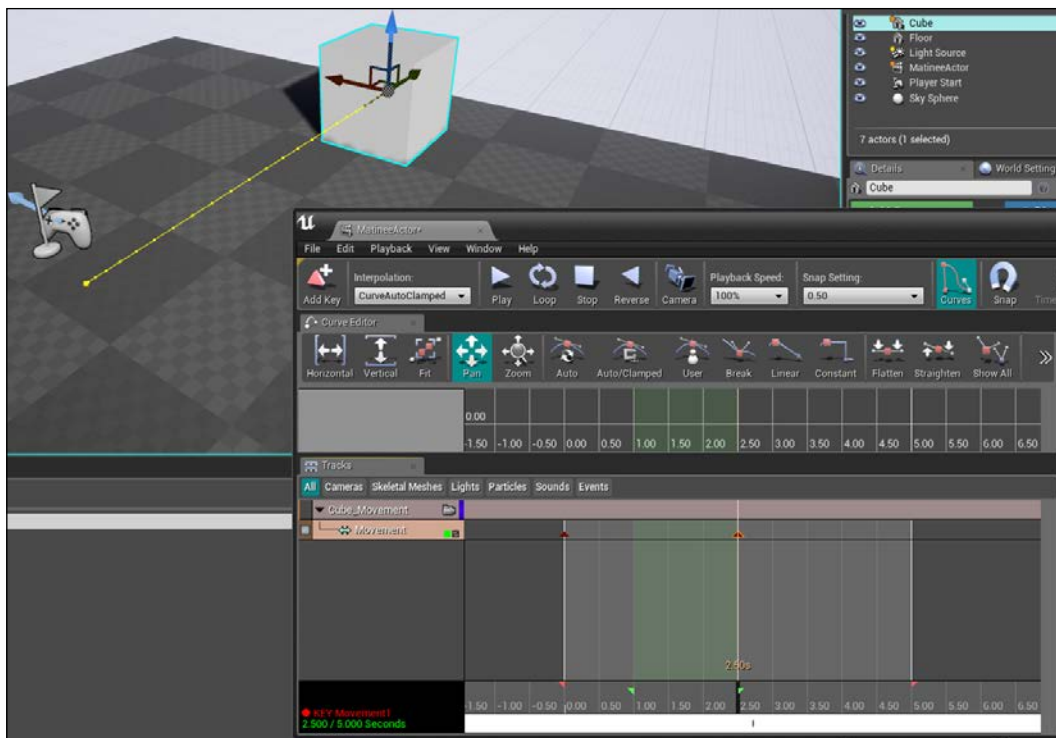 Cube
Floor
Light Source
MatineeActor
Player Start
Sky Sphere
7 actors (1 selected)
Details World Setting
Cube
MatineeActor*
File Edit Playback View Window Help
Add Key Interpolation: CurveAutoClamped Play Loop Stop Reverse Camera Playback Speed: 100% Snap Setting: 0.50 Curves Snap Time
Curve Editor
Horizontal Vertical Fit Pan Zoom Auto Auto/Clamped User Break Linear Constant Flatten Straighten Show All
0.00
-1.50 -1.00 -0.50 0.00 0.50 1.00 1.50 2.00 2.50 3.00 3.50 4.00 4.50 5.00 5.50 6.00 6.50
Tracks
All Cameras Skeletal Meshes Lights Particles Sounds Events
Cube_Movement
Movement
2.50s
-1.50 -1.00 -0.50 0.00 0.50 1.00 1.50 2.00 2.50 3.00 3.50 4.00 4.50 5.00 5.50 6.00 6.50
KEY Movement1
2.500 / 5.000 Seconds